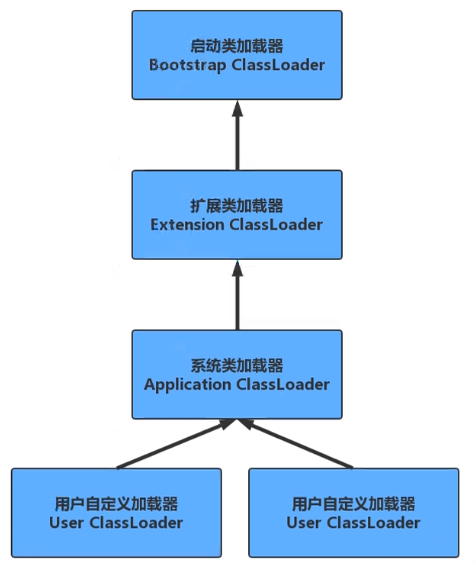 启动类加载器
Bootstrap ClassLoader
扩展类加载器
Extension ClassLoader
系统类加载器
Application ClassLoader
用户自定义加载器
User ClassLoader
用户自定义加载器
User ClassLoader